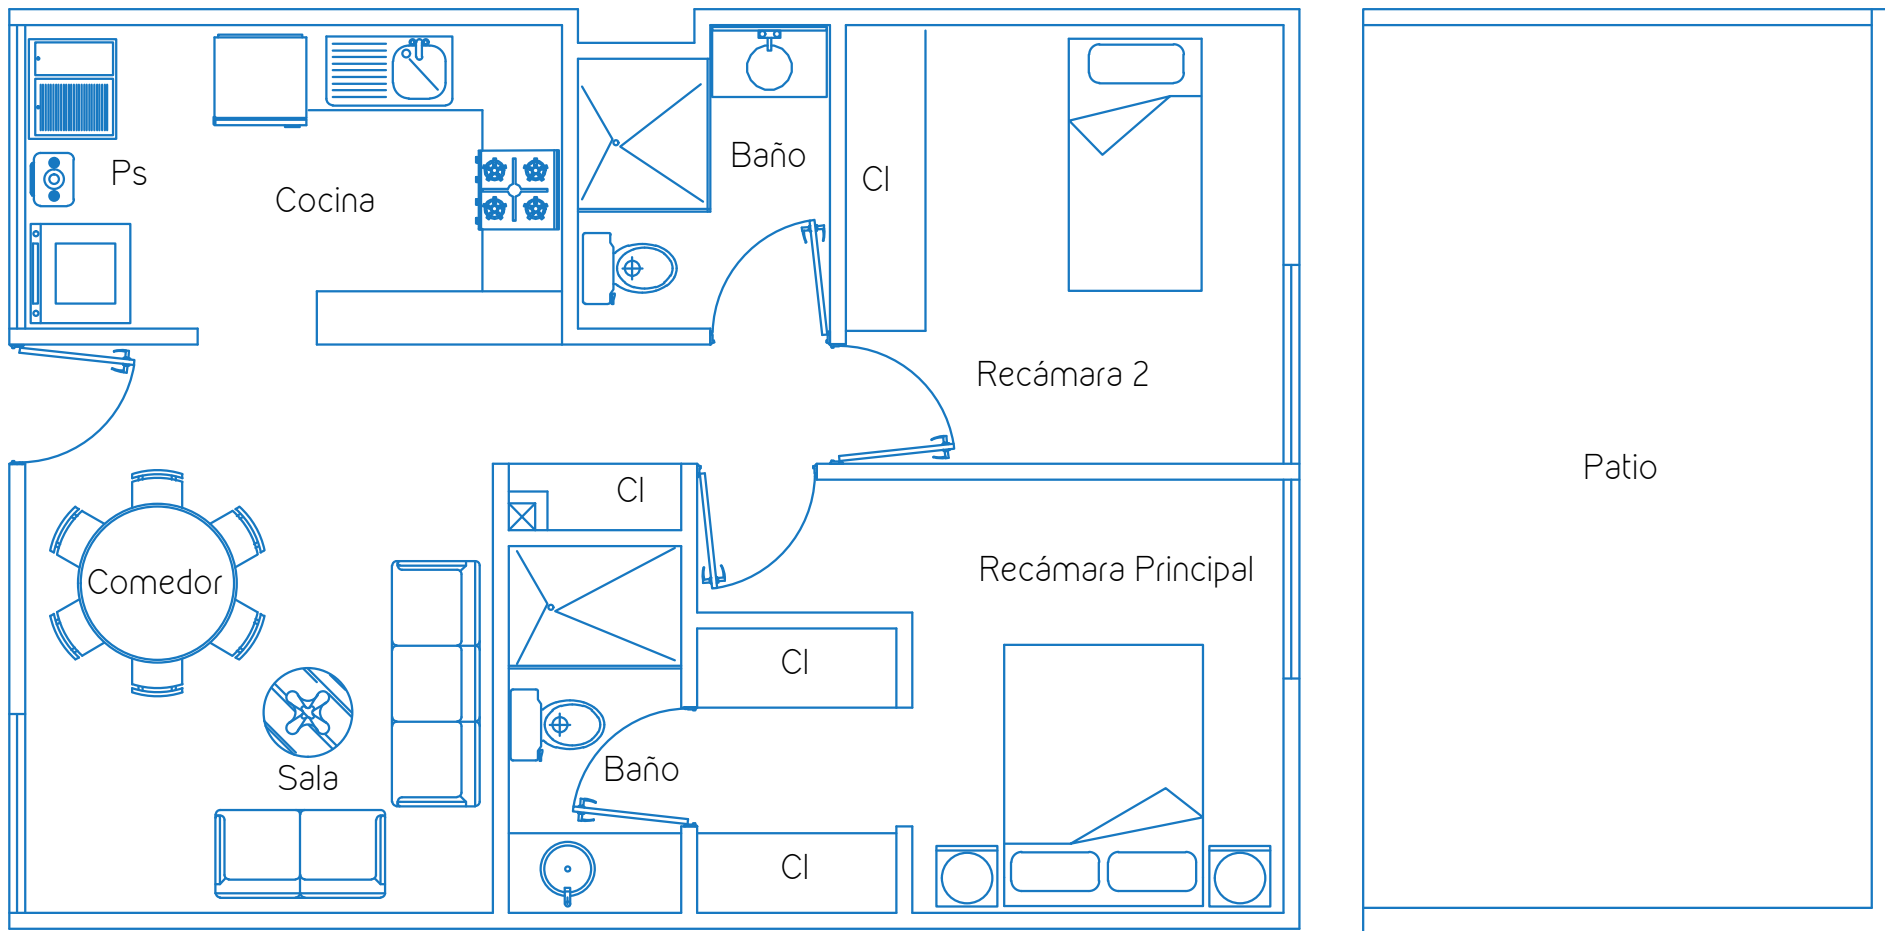 Ps
Cocina
Baño
Cl
Recámara 2
Patio
Cl
Comedor
Recámara Principal
Cl
Sala
Baño
Cl